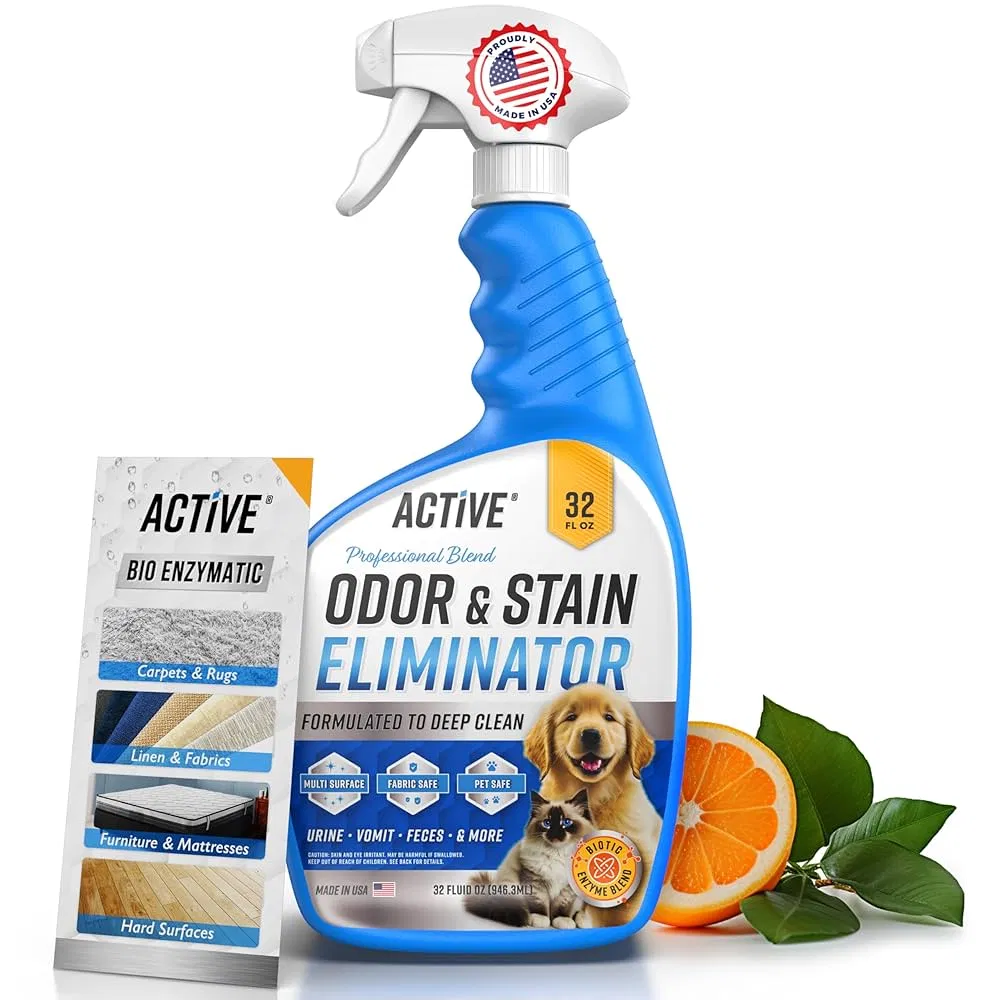 PROUDLY
MADE IN USA
ACTIVE®
BIO ENZYMATIC
Carpets & Rugs
Linen & Fabrics
Furniture & Mattresses
Hard Surfaces
ACTIVE®
32
FL OZ
Professional Blend
ODOR & STAIN
ELIMINATOR
FORMULATED TO DEEP CLEAN
MULTI SURFACE
FABRIC SAFE
PET SAFE
URINE • VOMIT • FECES • & MORE
CAUTION: SKIN AND EYE IRRITANT. MAY BE HARMFUL IF SWALLOWED.
KEEP OUT OF REACH OF CHILDREN. SEE BACK FOR DETAILS.
MADE IN USA
32 FLUID OZ (946.3ML)
BIOTIC
ENZYME BLEND